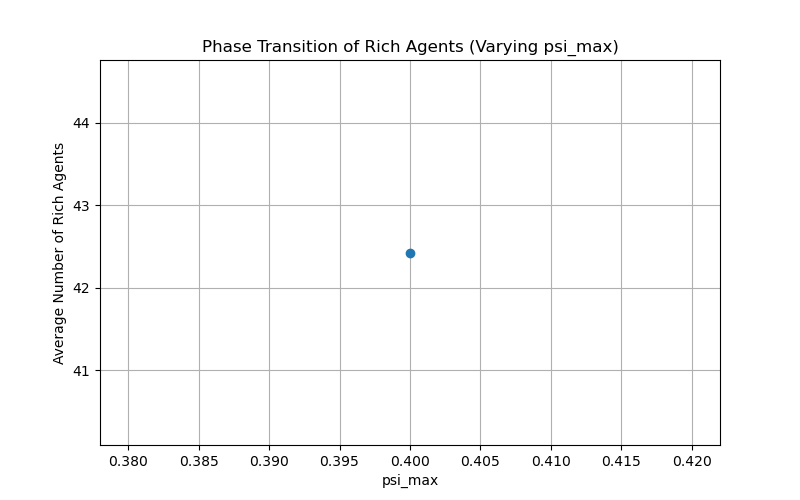 Phase Transition of Rich Agents (Varying psi_max)
Average Number of Rich Agents
44
43
42
41
0.380 0.385 0.390 0.395 0.400 0.405 0.410 0.415 0.420
psi_max